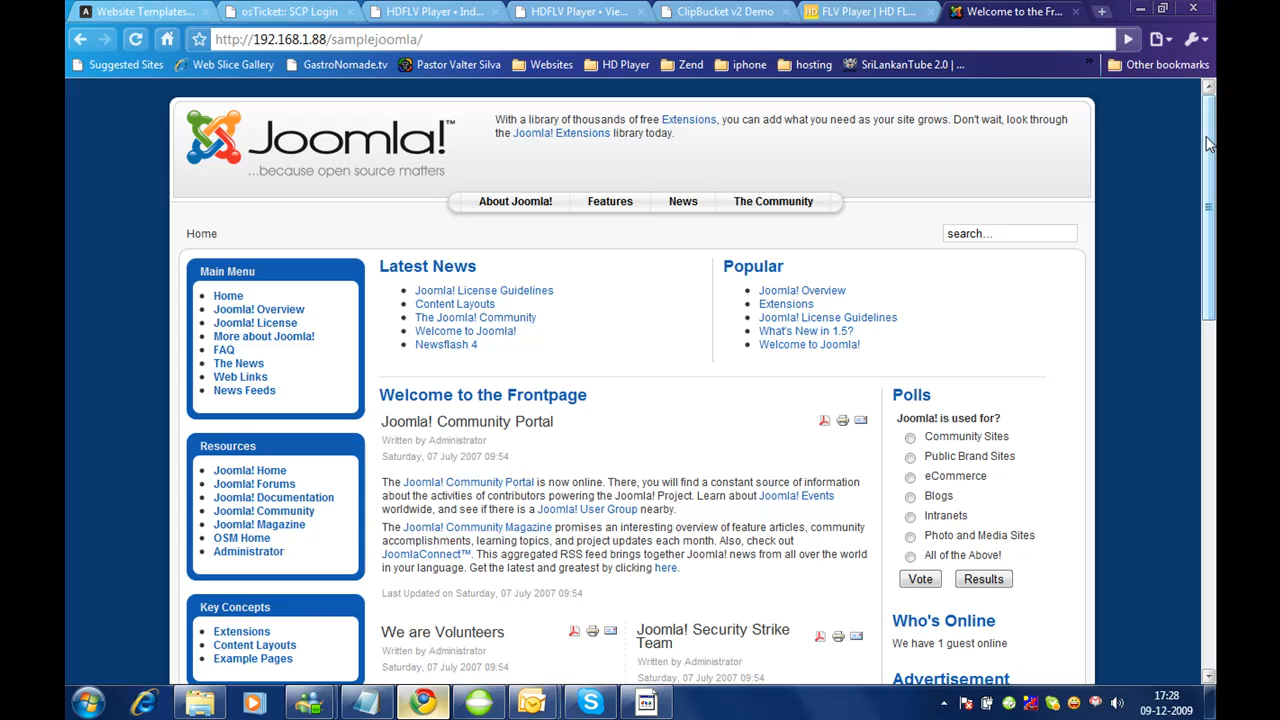 Website Templates...
osTicket:: SCP Login
HDFLV Player • Ind...
HDFLV Player • Vie...
ClipBucket v2 Demo
FLV Player | HD FL...
Welcome to the Fr...
http://192.168.1.88/samplejoomla/
Suggested Sites
Web Slice Gallery
GastroNomade.tv
Pastor Valter Silva
Websites
HD Player
Zend
iphone
hosting
SriLankanTube 2.0 | ...
Other bookmarks
Joomla!™
...because open source matters
With a library of thousands of free Extensions, you can add what you need as your site grows. Don't wait, look through
the Joomla! Extensions library today.
About Joomla!
Features
News
The Community
Home
search...
Main Menu
Home
Joomla! Overview
Joomla! License
More about Joomla!
FAQ
The News
Web Links
News Feeds
Resources
Joomla! Home
Joomla! Forums
Joomla! Documentation
Joomla! Community
Joomla! Magazine
OSM Home
Administrator
Key Concepts
Extensions
Content Layouts
Example Pages
Latest News
Joomla! License Guidelines
Content Layouts
The Joomla! Community
Welcome to Joomla!
Newsflash 4
Popular
Joomla! Overview
Extensions
Joomla! License Guidelines
What's New in 1.5?
Welcome to Joomla!
Welcome to the Frontpage
Joomla! Community Portal
Written by Administrator
Saturday, 07 July 2007 09:54
The Joomla! Community Portal is now online. There, you will find a constant source of information
about the activities of contributors powering the Joomla! Project. Learn about Joomla! Events
worldwide, and see if there is a Joomla! User Group nearby.
The Joomla! Community Magazine promises an interesting overview of feature articles, community
accomplishments, learning topics, and project updates each month. Also, check out
JoomlaConnect™. This aggregated RSS feed brings together Joomla! news from all over the world
in your language. Get the latest and greatest by clicking here.
Last Updated on Saturday, 07 July 2007 09:54
We are Volunteers
Written by Administrator
Saturday, 07 July 2007 09:54
Joomla! Security Strike
Team
Written by Administrator
Saturday, 07 July 2007 09:54
Polls
Joomla! is used for?
Community Sites
Public Brand Sites
eCommerce
Blogs
Intranets
Photo and Media Sites
All of the Above!
Vote
Results
Who's Online
We have 1 guest online
Advertisement
17:28
09-12-2009